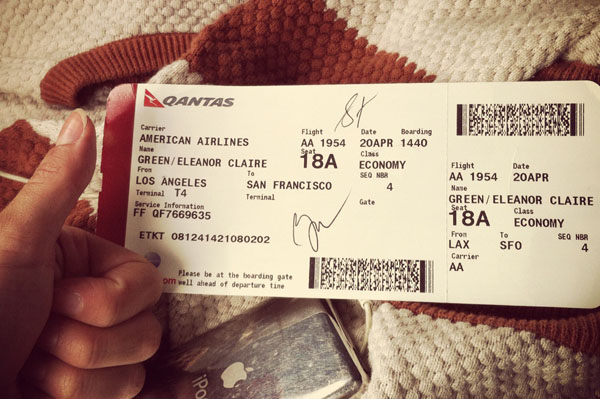 QANTAS
Carrier
AMERICAN AIRLINES
Flight Date Boarding
AA 1954 20APR 1440
Name
GREEN/ELEANOR CLAIRE
Seat Class
18A ECONOMY
From To SEQ NBR
LOS ANGELES SAN FRANCISCO 4
Terminal T4 Terminal Gate
Service Information
FF QF7669635
ETKT 081241421080202
Please be at the boarding gate
well ahead of departure time
om
Flight Date
AA 1954 20APR
Name
GREEN/ELEANOR CLAIRE
Seat Class
18A ECONOMY
From To SEQ NBR
LAX SFO 4
Carrier
AA
iPod